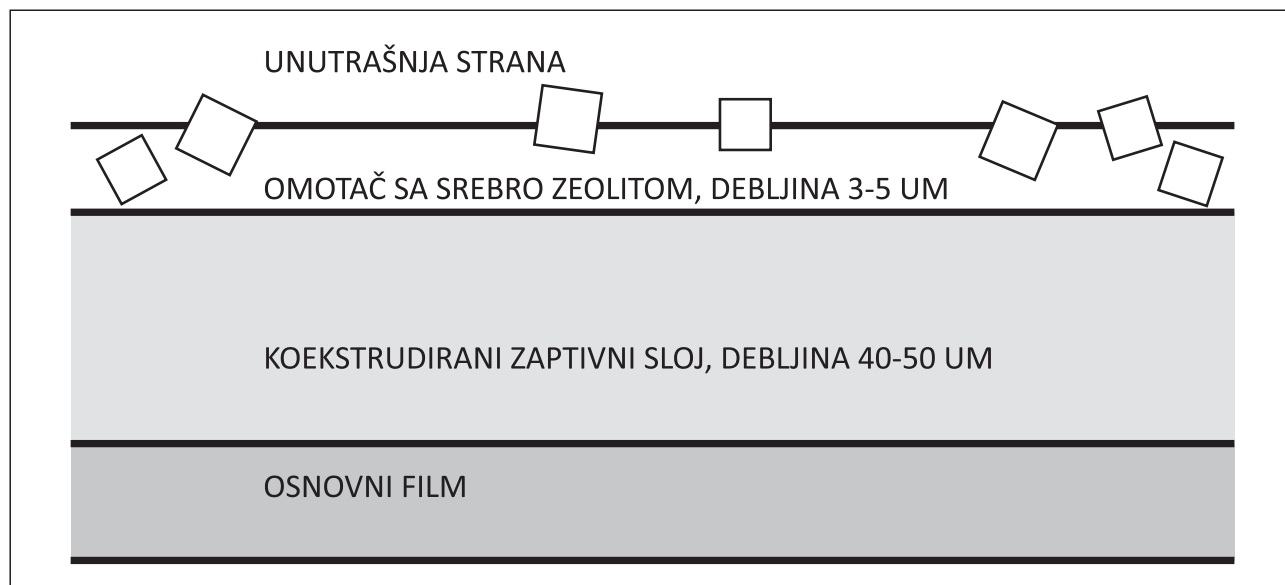 UNUTRAŠNJA STRANA
OMOTAČ SA SREBRO ZEOLITOM, DEBLJINA 3-5 UM
KOEKSTRUDIRANI ZAPTIVNI SLOJ, DEBLJINA 40-50 UM
OSNOVNI FILM